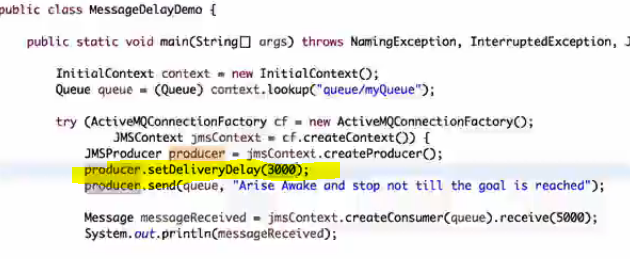 public class MessageDelayDemo {
public static void main(String[] args) throws NamingException, InterruptedException,
InitialContext context = new InitialContext();
Queue queue = (Queue) context.lookup("queue/myQueue");
try (ActiveMQConnectionFactory cf = new ActiveMQConnectionFactory();
JMSContext jmsContext = cf.createContext()) {
JMSProducer producer = jmsContext.createProducer();
producer.setDeliveryDelay(3000);
producer.send(queue, "Arise Awake and stop not till the goal is reached");
Message messageReceived = jmsContext.createConsumer(queue).receive(5000);
System.out.println(messageReceived);